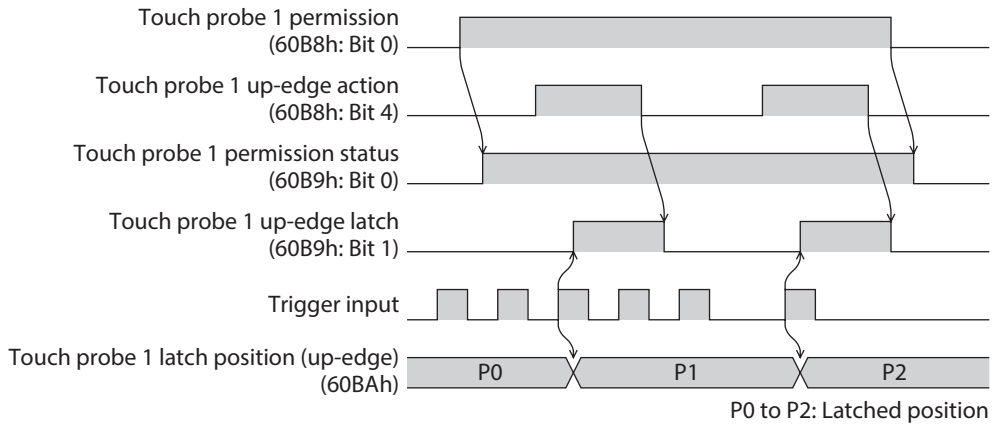 Touch probe 1 permission
(60B8h: Bit 0)
Touch probe 1 up-edge action
(60B8h: Bit 4)
Touch probe 1 permission status
(60B9h: Bit 0)
Touch probe 1 up-edge latch
(60B9h: Bit 1)
Trigger input
Touch probe 1 latch position (up-edge)
(60BAh)
P0
P1
P2
P0 to P2: Latched position